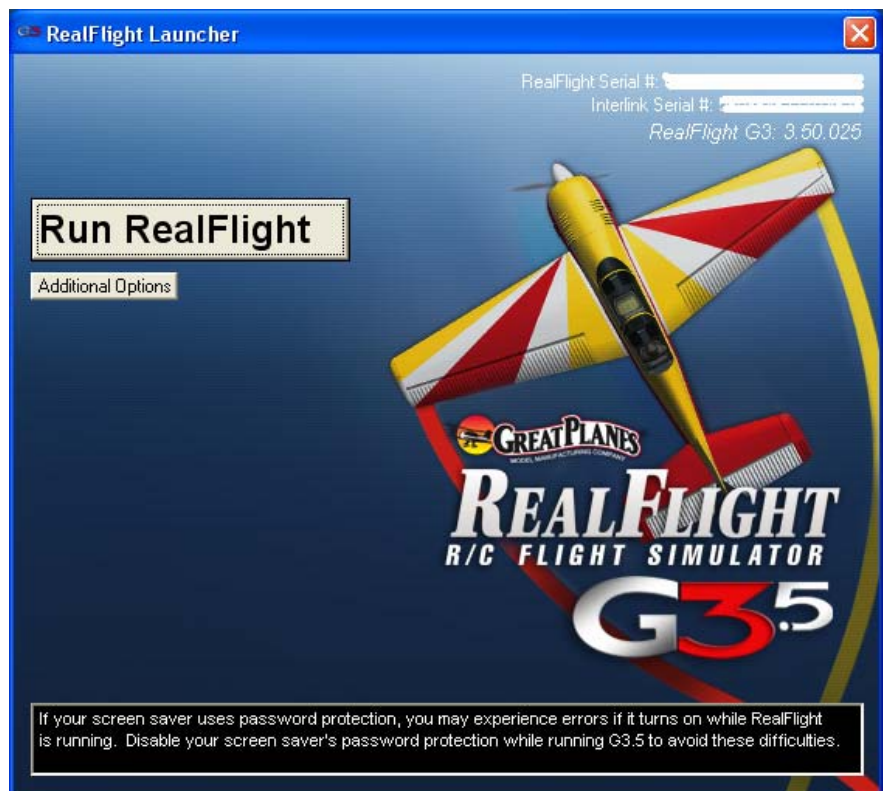 RealFlight Launcher
RealFlight Serial #:
Interlink Serial #:
RealFlight G3: 3.50.025
Run RealFlight
Additional Options
GREAT PLANES
MODEL MANUFACTURING COMPANY
REALFLIGHT
R/C FLIGHT SIMULATOR
G3.5
If your screen saver uses password protection, you may experience errors if it turns on while RealFlight
is running. Disable your screen saver's password protection while running G3.5 to avoid these difficulties.